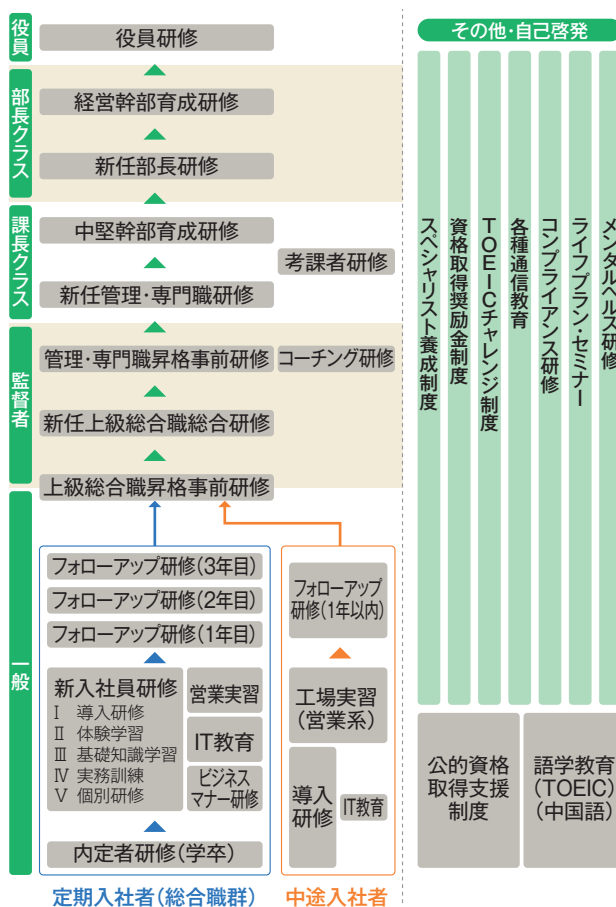 役員
役員研修
部長クラス
経営幹部育成研修
新任部長研修
課長クラス
中堅幹部育成研修
考課者研修
新任管理・専門職研修
監督者
管理・専門職昇格事前研修
コーチング研修
新任上級総合職総合研修
上級総合職昇格事前研修
一般
フォローアップ研修(3年目)
フォローアップ研修(2年目)
フォローアップ研修(1年目)
新入社員研修
Ⅰ 導入研修
Ⅱ 体験学習
Ⅲ 基礎知識学習
Ⅳ 実務訓練
Ⅴ 個別研修
営業実習
IT教育
ビジネス
マナー研修
内定者研修(学卒)
定期入社者(総合職群)
フォローアップ
研修(1年以内)
工場実習
(営業系)
導入
研修
IT教育
中途入社者
その他・自己啓発
スペシャリスト養成制度
資格取得奨励金制度
TOEICチャレンジ制度
各種通信教育
コンプライアンス研修
ライフプラン・セミナー
メンタルヘルス研修
公的資格
取得支援
制度
語学教育
(TOEIC)
(中国語)